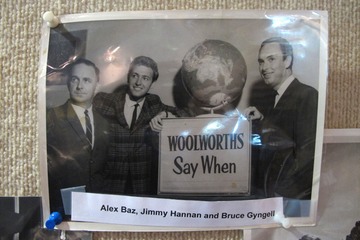 WOOLWORTHS
Say When
Alex Baz, Jimmy Hannan and Bruce Gyngell